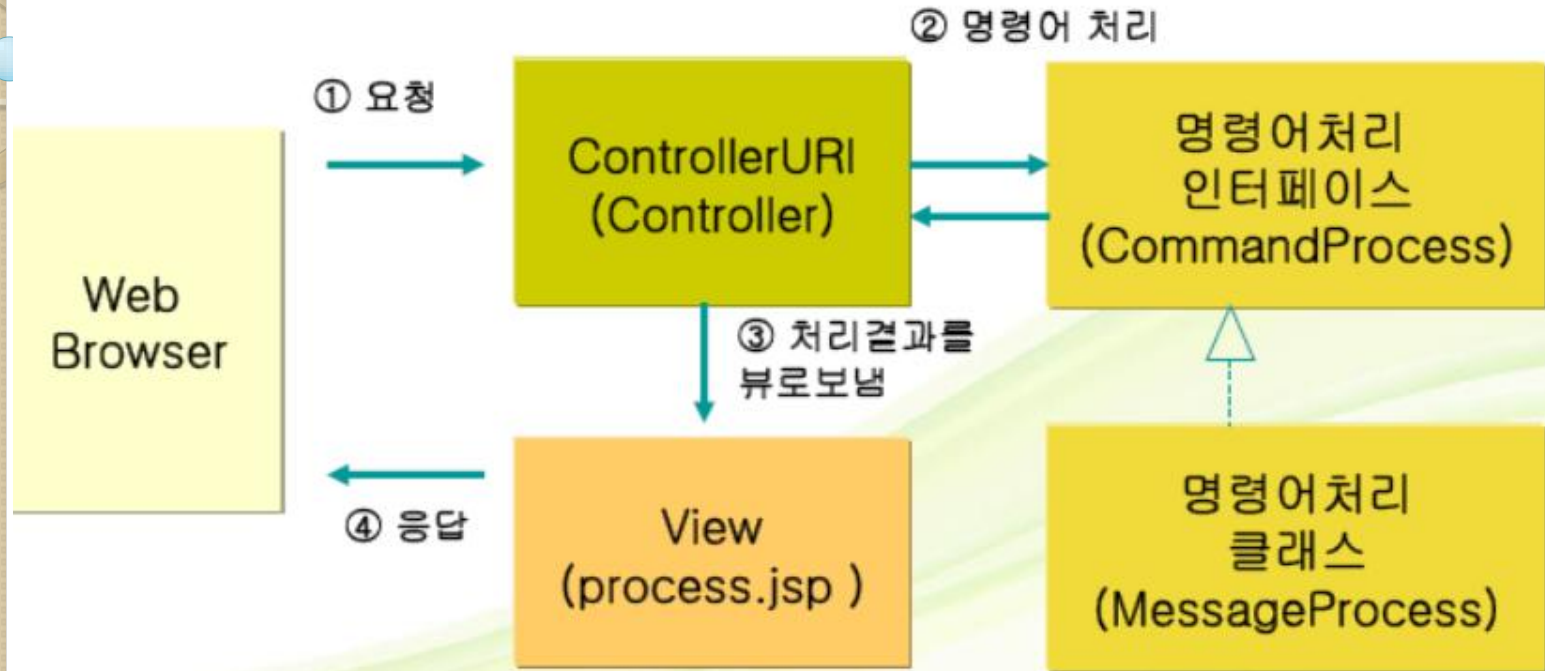 ② 명령어 처리
① 요청
ControllerURI
(Controller)
명령어처리
인터페이스
(CommandProcess)
Web
Browser
③ 처리결과를
뷰로보냄
④ 응답
View
(process.jsp )
명령어처리
클래스
(MessageProcess)